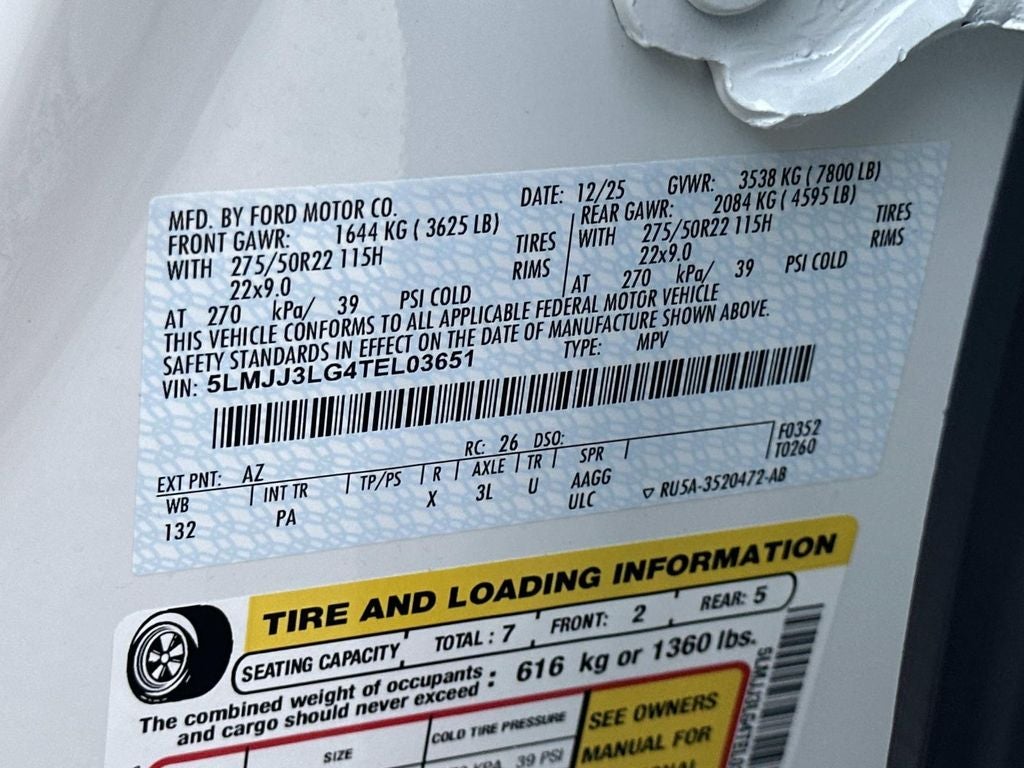 MFD. BY FORD MOTOR CO. DATE: 12/25 GVWR: 3538 KG ( 7800 LB)
FRONT GAWR: 1644 KG ( 3625 LB) REAR GAWR: 2084 KG ( 4595 LB)
WITH 275/50R22 115H TIRES WITH 275/50R22 115H TIRES
22x9.0 RIMS 22x9.0 RIMS
AT 270 kPa/ 39 PSI COLD AT 270 kPa/ 39 PSI COLD
THIS VEHICLE CONFORMS TO ALL APPLICABLE FEDERAL MOTOR VEHICLE
SAFETY STANDARDS IN EFFECT ON THE DATE OF MANUFACTURE SHOWN ABOVE.
VIN: 5LMJJ3LG4TEL03651 TYPE: MPV
EXT PNT: AZ RC: 26 DSO: F0352
WB INT TR TP/PS R AXLE TR SPR T0260
132 PA X 3L U AAGG
ULC RU5A-3520472-AB
TIRE AND LOADING INFORMATION
SEATING CAPACITY TOTAL : 7 FRONT: 2 REAR: 5
The combined weight of occupants
and cargo should never exceed : 616 kg or 1360 lbs.
SIZE COLD TIRE PRESSURE SEE OWNERS
39 PSI MANUAL FOR